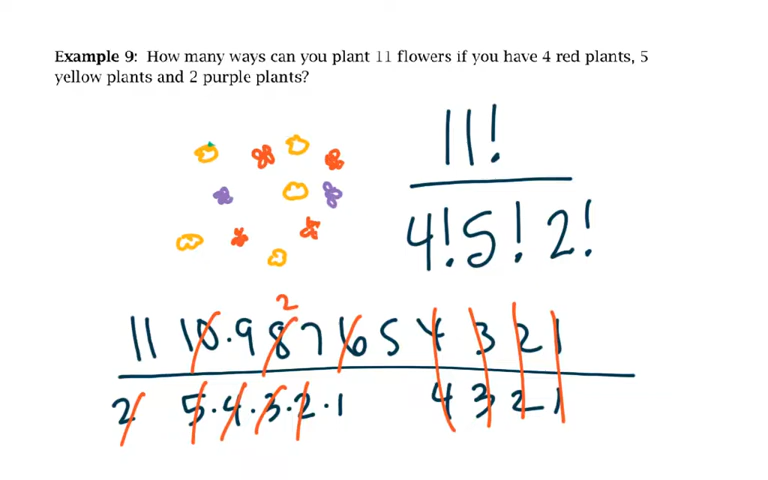 Example 9: How many ways can you plant 11 flowers if you have 4 red plants, 5
yellow plants and 2 purple plants?
11!
4! 5! 2!
2
11 10·9 8 7 6 5 4 3 2 1
2 5·4·3·2·1 4 3 2 1